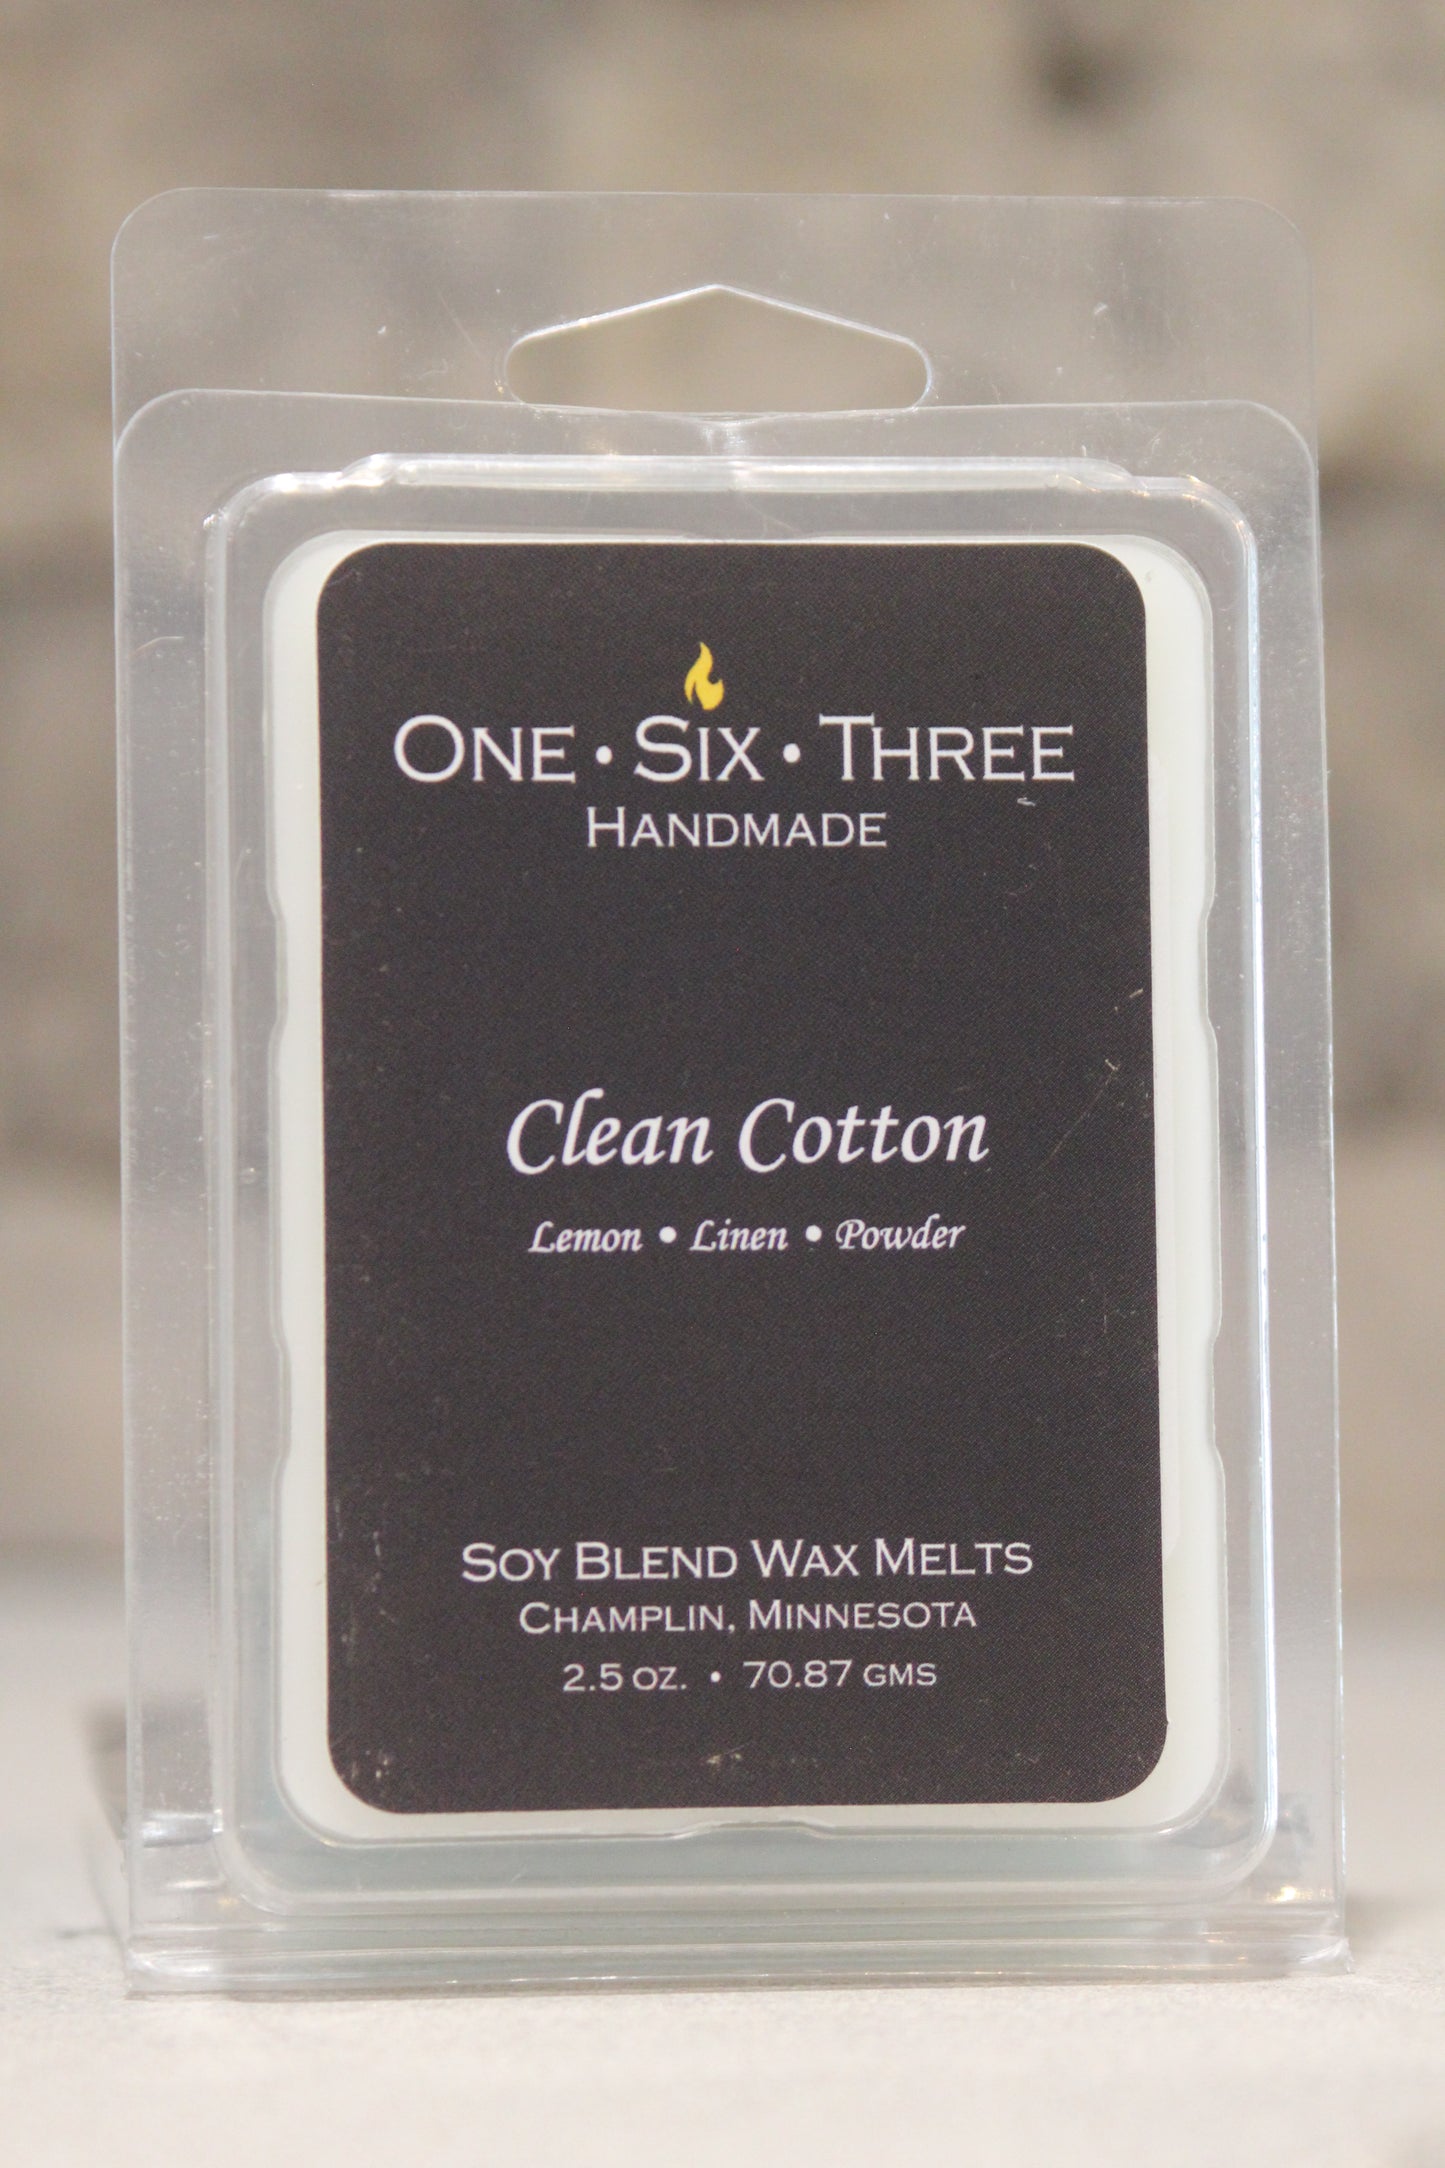 One • Six • Three
Handmade
Clean Cotton
Lemon • Linen • Powder
Soy Blend Wax Melts
Champlin, Minnesota
2.5 oz. • 70.87 gms